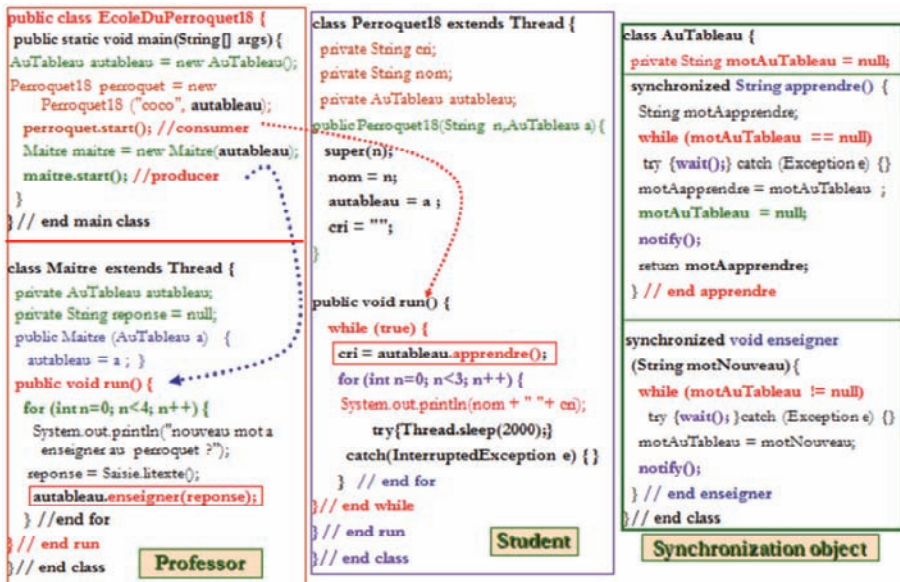 public class EcoleDuPerroquet18 {
public static void main(String[] args) {
AuTableau autableau = new AuTableau();
Perroquet18 perroquet = new
Perroquet18 ("coco", autableau);
perroquet.start(); //consumer
Maitre maitre = new Maitre(autableau);
maitre.start(); //producer
}
} // end main class
class Maitre extends Thread {
private AuTableau autableau;
private String reponse = null;
public Maitre (AuTableau a) {
autableau = a ; }
public void run() {
for (int n=0; n<4; n++) {
System.out.println("nouveau mot a
enseigner au perroquet ?");
reponse = Saisie.litexte();
autableau.enseigner(reponse);
} //end for
} // end run
} // end class
Professor
class Perroquet18 extends Thread {
private String cri;
private String nom;
private AuTableau autableau;
public Perroquet18(String n,AuTableau a) {
super(n);
nom = n;
autableau = a ;
cri = "";
}
public void run() {
while (true) {
cri = autableau.apprendre();
for (int n=0; n<3; n++) {
System.out.println(nom + " "+ cri);
try{Thread.sleep(2000);}
catch(InterruptedException e) {}
} // end for
}// end while
}// end run
}// end class
Student
class AuTableau {
private String motAuTableau = null;
synchronized String apprendre() {
String motAapprendre;
while (motAuTableau == null)
try {wait();} catch (Exception e) {}
motAapprendre = motAuTableau ;
motAuTableau = null;
notify();
return motAapprendre;
} // end apprendre
synchronized void enseigner
(String motNouveau) {
while (motAuTableau != null)
try {wait(); }catch (Exception e) {}
motAuTableau = motNouveau;
notify();
} // end enseigner
}// end class
Synchronization object